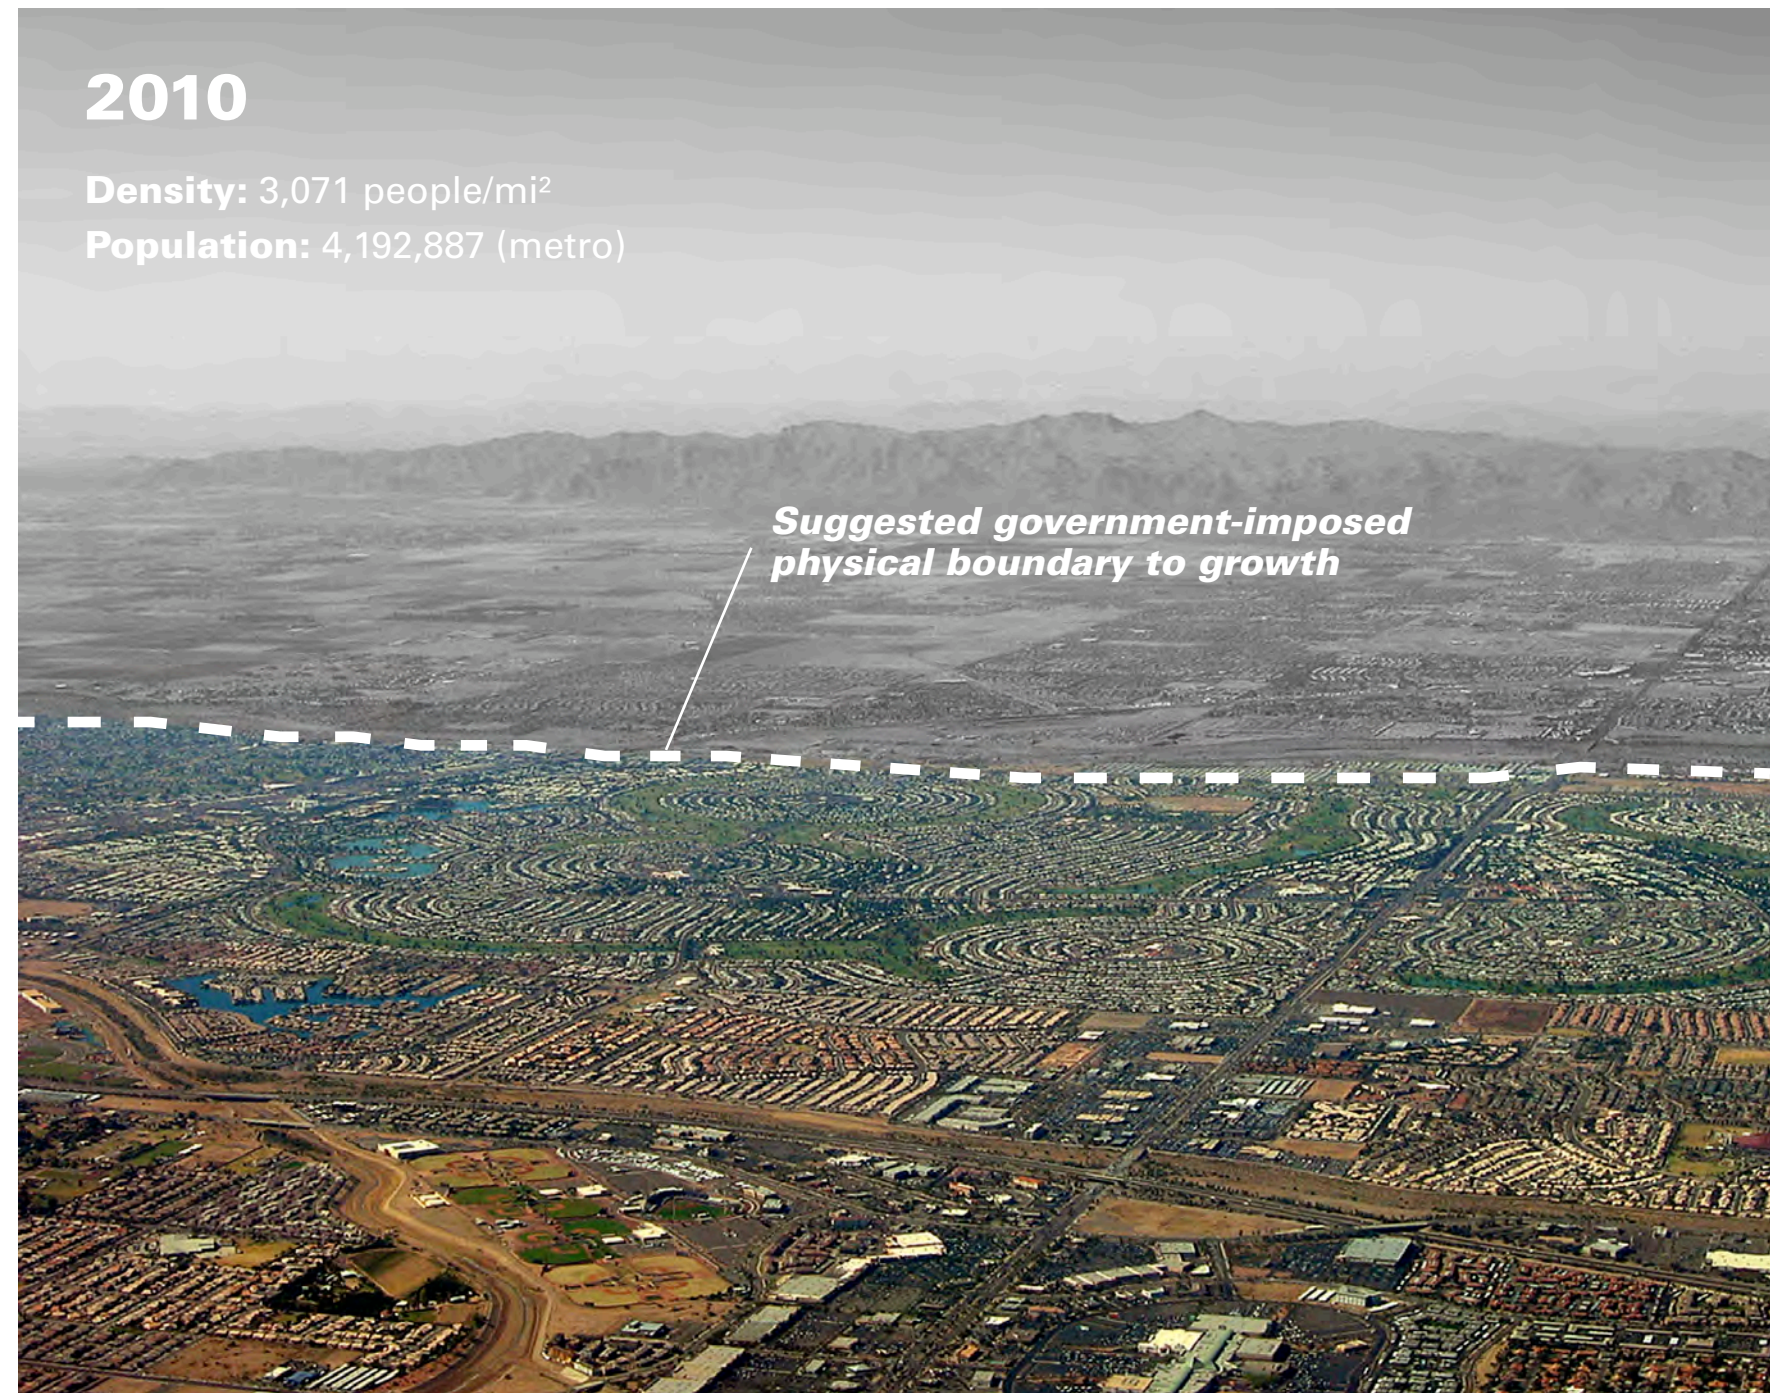 2010
Density: 3,071 people/mi²
Population: 4,192,887 (metro)
Suggested government-imposed
physical boundary to growth